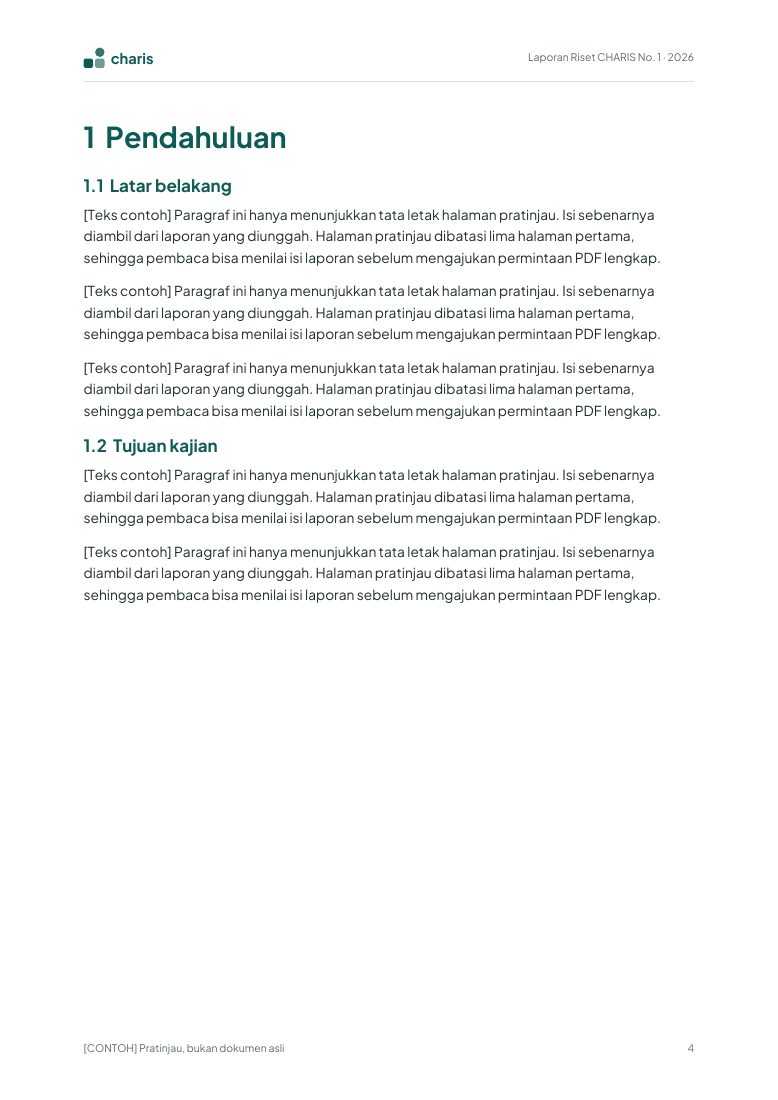 charis
Laporan Riset CHARIS No. 1 · 2026
1 Pendahuluan
1.1 Latar belakang
[Teks contoh] Paragraf ini hanya menunjukkan tata letak halaman pratinjau. Isi sebenarnya
diambil dari laporan yang diunggah. Halaman pratinjau dibatasi lima halaman pertama,
sehingga pembaca bisa menilai isi laporan sebelum mengajukan permintaan PDF lengkap.
[Teks contoh] Paragraf ini hanya menunjukkan tata letak halaman pratinjau. Isi sebenarnya
diambil dari laporan yang diunggah. Halaman pratinjau dibatasi lima halaman pertama,
sehingga pembaca bisa menilai isi laporan sebelum mengajukan permintaan PDF lengkap.
[Teks contoh] Paragraf ini hanya menunjukkan tata letak halaman pratinjau. Isi sebenarnya
diambil dari laporan yang diunggah. Halaman pratinjau dibatasi lima halaman pertama,
sehingga pembaca bisa menilai isi laporan sebelum mengajukan permintaan PDF lengkap.
1.2 Tujuan kajian
[Teks contoh] Paragraf ini hanya menunjukkan tata letak halaman pratinjau. Isi sebenarnya
diambil dari laporan yang diunggah. Halaman pratinjau dibatasi lima halaman pertama,
sehingga pembaca bisa menilai isi laporan sebelum mengajukan permintaan PDF lengkap.
[Teks contoh] Paragraf ini hanya menunjukkan tata letak halaman pratinjau. Isi sebenarnya
diambil dari laporan yang diunggah. Halaman pratinjau dibatasi lima halaman pertama,
sehingga pembaca bisa menilai isi laporan sebelum mengajukan permintaan PDF lengkap.
[CONTOH] Pratinjau, bukan dokumen asli
4